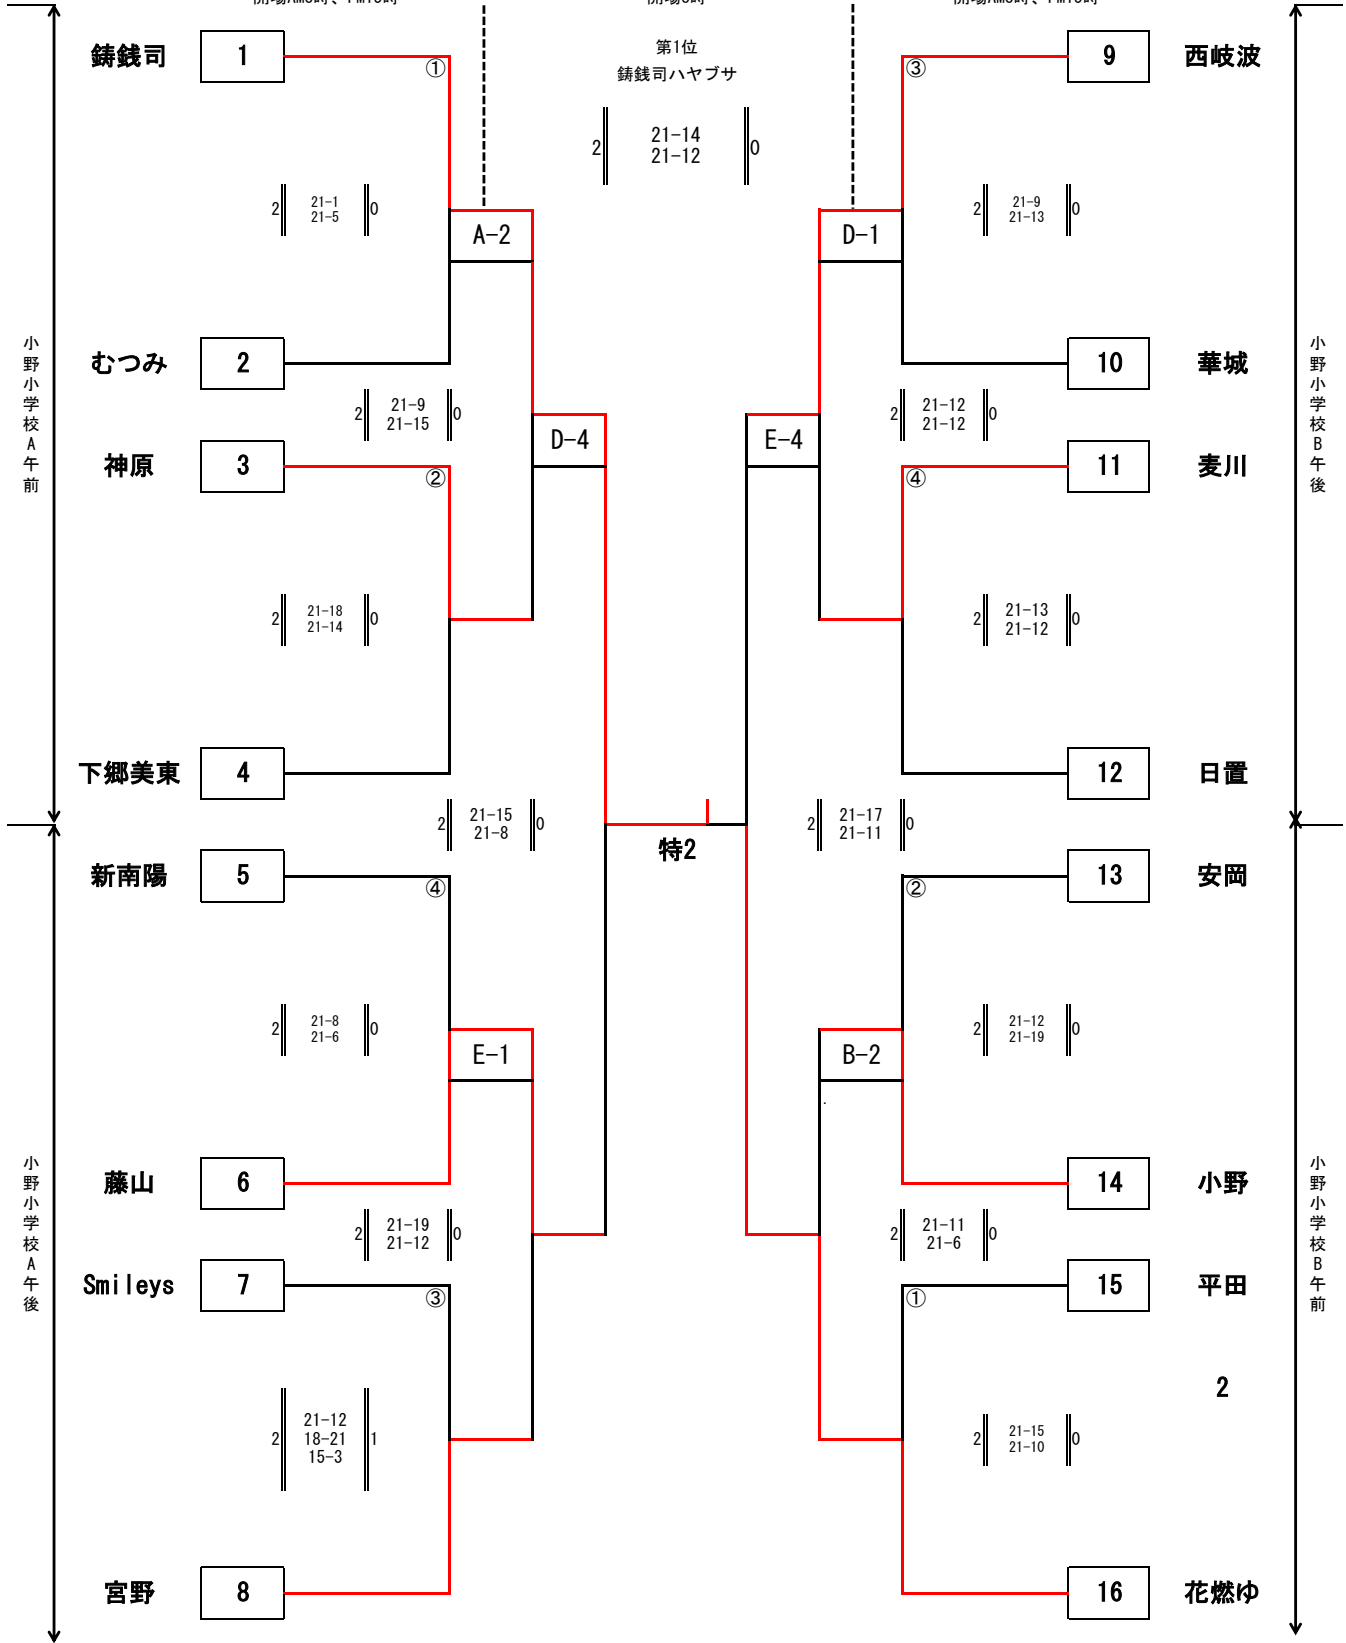 第1位
鋳銭司ハヤブサ
2 21-14 0
21-12
鋳銭司 1 ① ③ 9 西岐波
2 21-1 0
21-5
2 21-9 0
21-13
A-2
D-1
むつみ 2
10 華城
小野小学校A午前
小野小学校B午後
2 21-9 0
21-15
2 21-12 0
21-12
D-4
E-4
神原 3 ② ④ 11 麦川
2 21-18 0
21-14
2 21-13 0
21-12
下郷美東 4
12 日置
2 21-15 0
21-8
2 21-17 0
21-11
特2
新南陽 5 ④ ② 13 安岡
2 21-8 0
21-6
2 21-12 0
21-19
E-1
B-2
藤山 6
14 小野
小野小学校A午後
小野小学校B午前
2 21-19 0
21-12
2 21-11 0
21-6
Smileys 7 ③ ① 15 平田
2
2 21-12 1
18-21
15-3
2 21-15 0
21-10
宮野 8
16 花燃ゆ